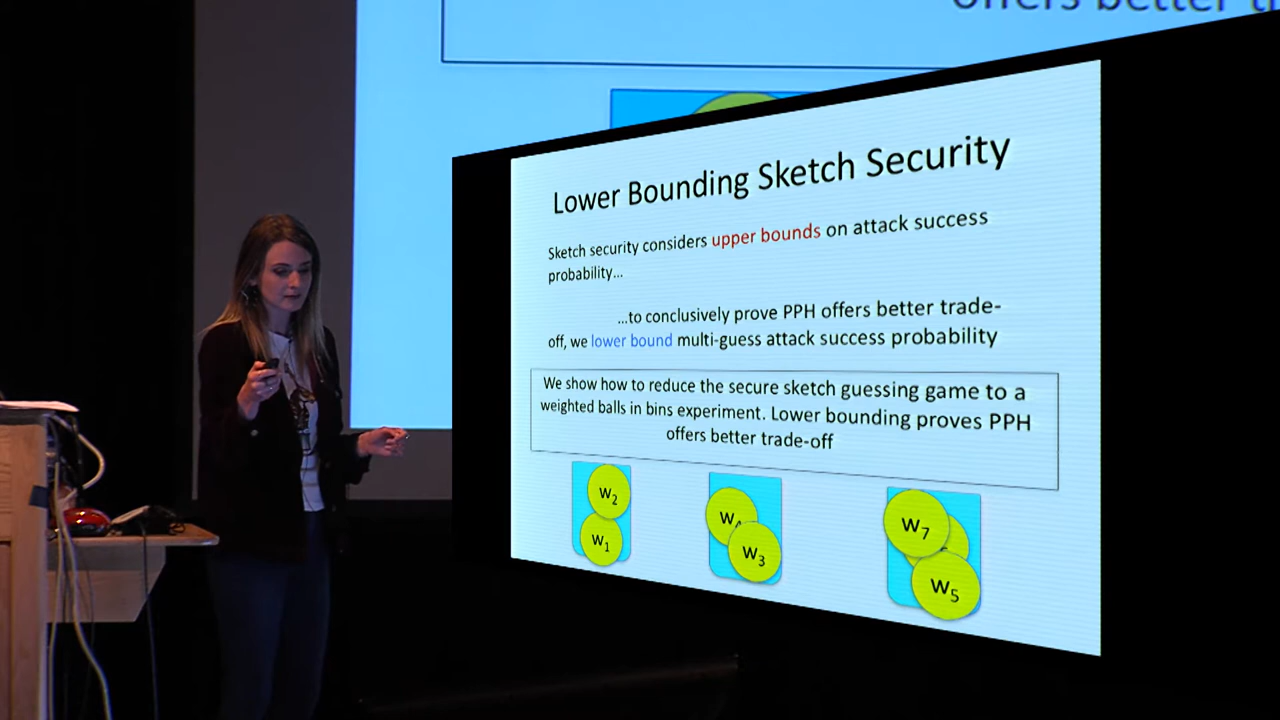 offers better
Lower Bounding Sketch Security
Sketch security considers upper bounds on attack success
probability...
...to conclusively prove PPH offers better trade-
off, we lower bound multi-guess attack success probability
We show how to reduce the secure sketch guessing game to a
weighted balls in bins experiment. Lower bounding proves PPH
offers better trade-off
w2
w1
w3
w7
w5